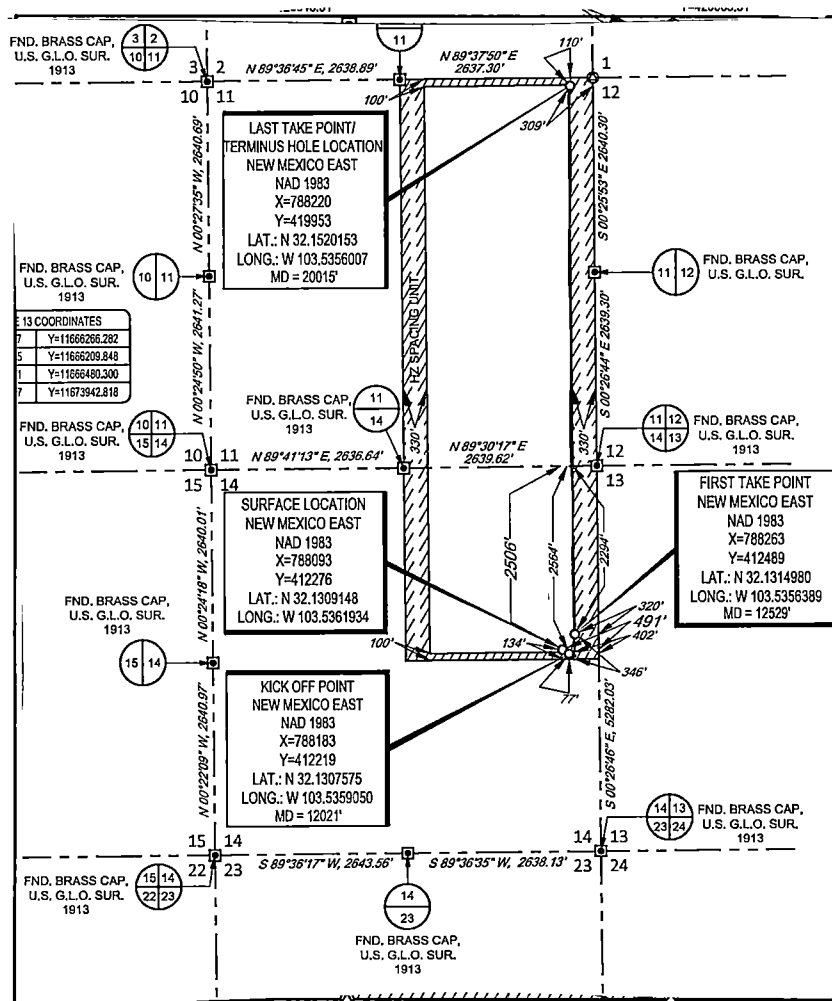 FND. BRASS CAP,
U.S. G.L.O. SUR.
1913
3 2
10 11
3 2
10 11
N 89°36'45" E, 2638.89'
11
N 89°37'50" E
2637.30'
110'
1
12
100'
309'
LAST TAKE POINT/
TERMINUS HOLE LOCATION
NEW MEXICO EAST
NAD 1983
X=788220
Y=419953
LAT.: N 32.1520153
LONG.: W 103.5356007
MD = 20015'
N 00°27'35" W, 2640.69'
S 00°25'53" E 2640.30'
FND. BRASS CAP,
U.S. G.L.O. SUR.
1913
10 11
11 12
FND. BRASS CAP,
U.S. G.L.O. SUR.
1913
E 13 COORDINATES
7 Y=11666266.282
5 Y=11666209.848
1 Y=11666480.300
7 Y=11673942.818
N 00°24'50" W, 2641.27'
HZ SPACING UNIT
S 00°26'44" E 2639.30'
FND. BRASS CAP,
U.S. G.L.O. SUR.
1913
11
14
330'
330'
FND. BRASS CAP,
U.S. G.L.O. SUR.
1913
10 11
15 14
11 12
14 13
FND. BRASS CAP,
U.S. G.L.O. SUR.
1913
10 11
15 14
N 89°41'13" E, 2636.64'
N 89°30'17" E
2639.62'
12
13
SURFACE LOCATION
NEW MEXICO EAST
NAD 1983
X=788093
Y=412276
LAT.: N 32.1309148
LONG.: W 103.5361934
2506'
2564'
2294'
FIRST TAKE POINT
NEW MEXICO EAST
NAD 1983
X=788263
Y=412489
LAT.: N 32.1314980
LONG.: W 103.5356389
MD = 12529'
N 00°24'18" W, 2640.01'
FND. BRASS CAP,
U.S. G.L.O. SUR.
1913
15 14
320'
491'
402'
346'
100'
134'
77'
KICK OFF POINT
NEW MEXICO EAST
NAD 1983
X=788183
Y=412219
LAT.: N 32.1307575
LONG.: W 103.5359050
MD = 12021'
N 00°22'09" W, 2640.97'
S 00°26'46" E, 5282.03'
14 13
23 24
FND. BRASS CAP,
U.S. G.L.O. SUR.
1913
15 14
22 23
S 89°36'17" W, 2643.56'
S 89°36'35" W, 2638.13'
14 13
23 24
FND. BRASS CAP,
U.S. G.L.O. SUR.
1913
15 14
22 23
14
23
FND. BRASS CAP,
U.S. G.L.O. SUR.
1913